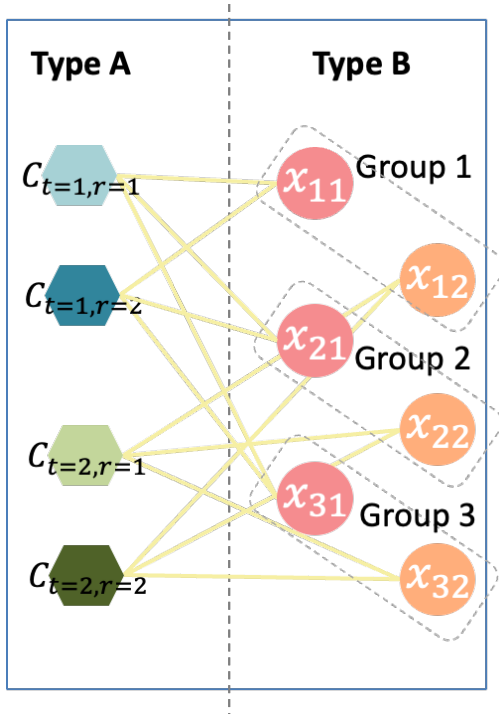 Type A
Type B
C_{t=1,r=1}
x_{11}
Group 1
C_{t=1,r=2}
x_{12}
x_{21}
Group 2
C_{t=2,r=1}
x_{22}
x_{31}
Group 3
C_{t=2,r=2}
x_{32}